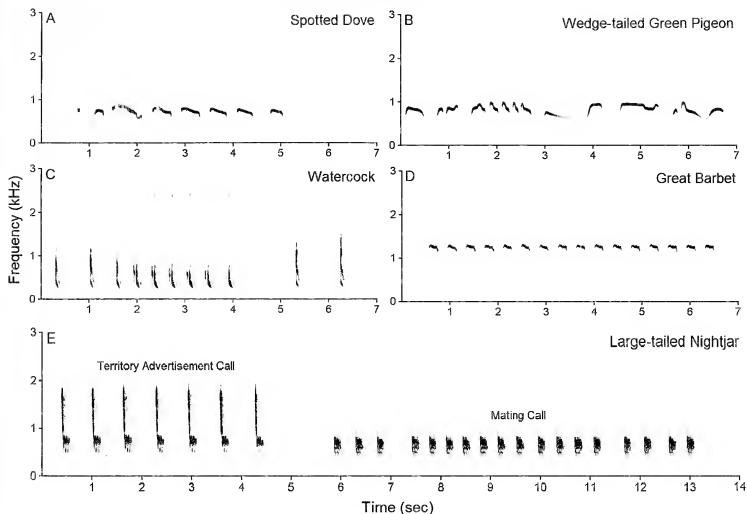 A
Spotted Dove
3
2
1
0
1 2 3 4 5 6 7
B
Wedge-tailed Green Pigeon
3
2
1
0
1 2 3 4 5 6 7
C
Watercock
3
2
1
0
1 2 3 4 5 6 7
D
Great Barbet
3
2
1
0
1 2 3 4 5 6 7
Frequency (kHz)
E
Large-tailed Nightjar
Territory Advertisement Call
Mating Call
3
2
1
0
1 2 3 4 5 6 7 8 9 10 11 12 13 14
Time (sec)